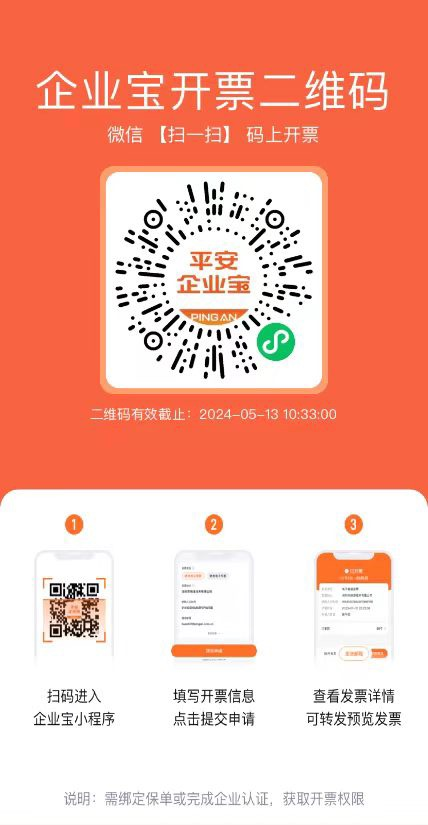 企业宝开票二维码
微信 【扫一扫】 码上开票
平安
企业宝
PING AN
二维码有效截止：2024-05-13 10:33:00
1
2
3
扫码进入
企业宝小程序
填写开票信息
点击提交申请
查看发票详情
可转发预览发票
说明：需绑定保单或完成企业认证，获取开票权限